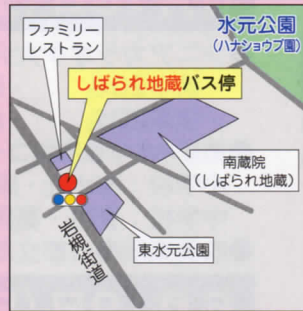 水元公園
(ハナショウブ園)
ファミリー
レストラン
しばられ地蔵バス停
南蔵院
(しばられ地蔵)
岩槻街道
東水元公園